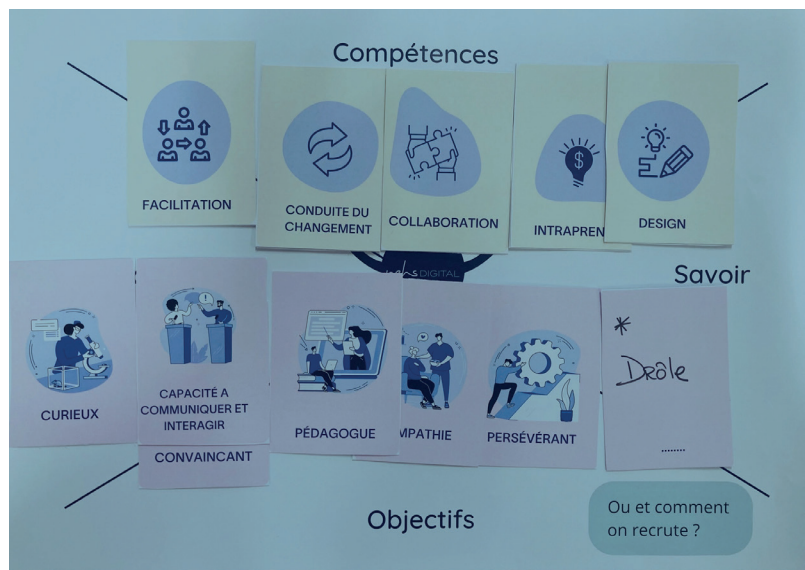 Compétences
FACILITATION
CONDUITE DU
CHANGEMENT
COLLABORATION
INTRAPREN
DESIGN
DIGITAL
Savoir
CURIEUX
CAPACITÉ A
COMMUNIQUER ET
INTERAGIR
CONVAINCANT
PÉDAGOGUE
MPATHIE
PERSÉVÉRANT
*
Drôle
........
Objectifs
Ou et comment
on recrute ?